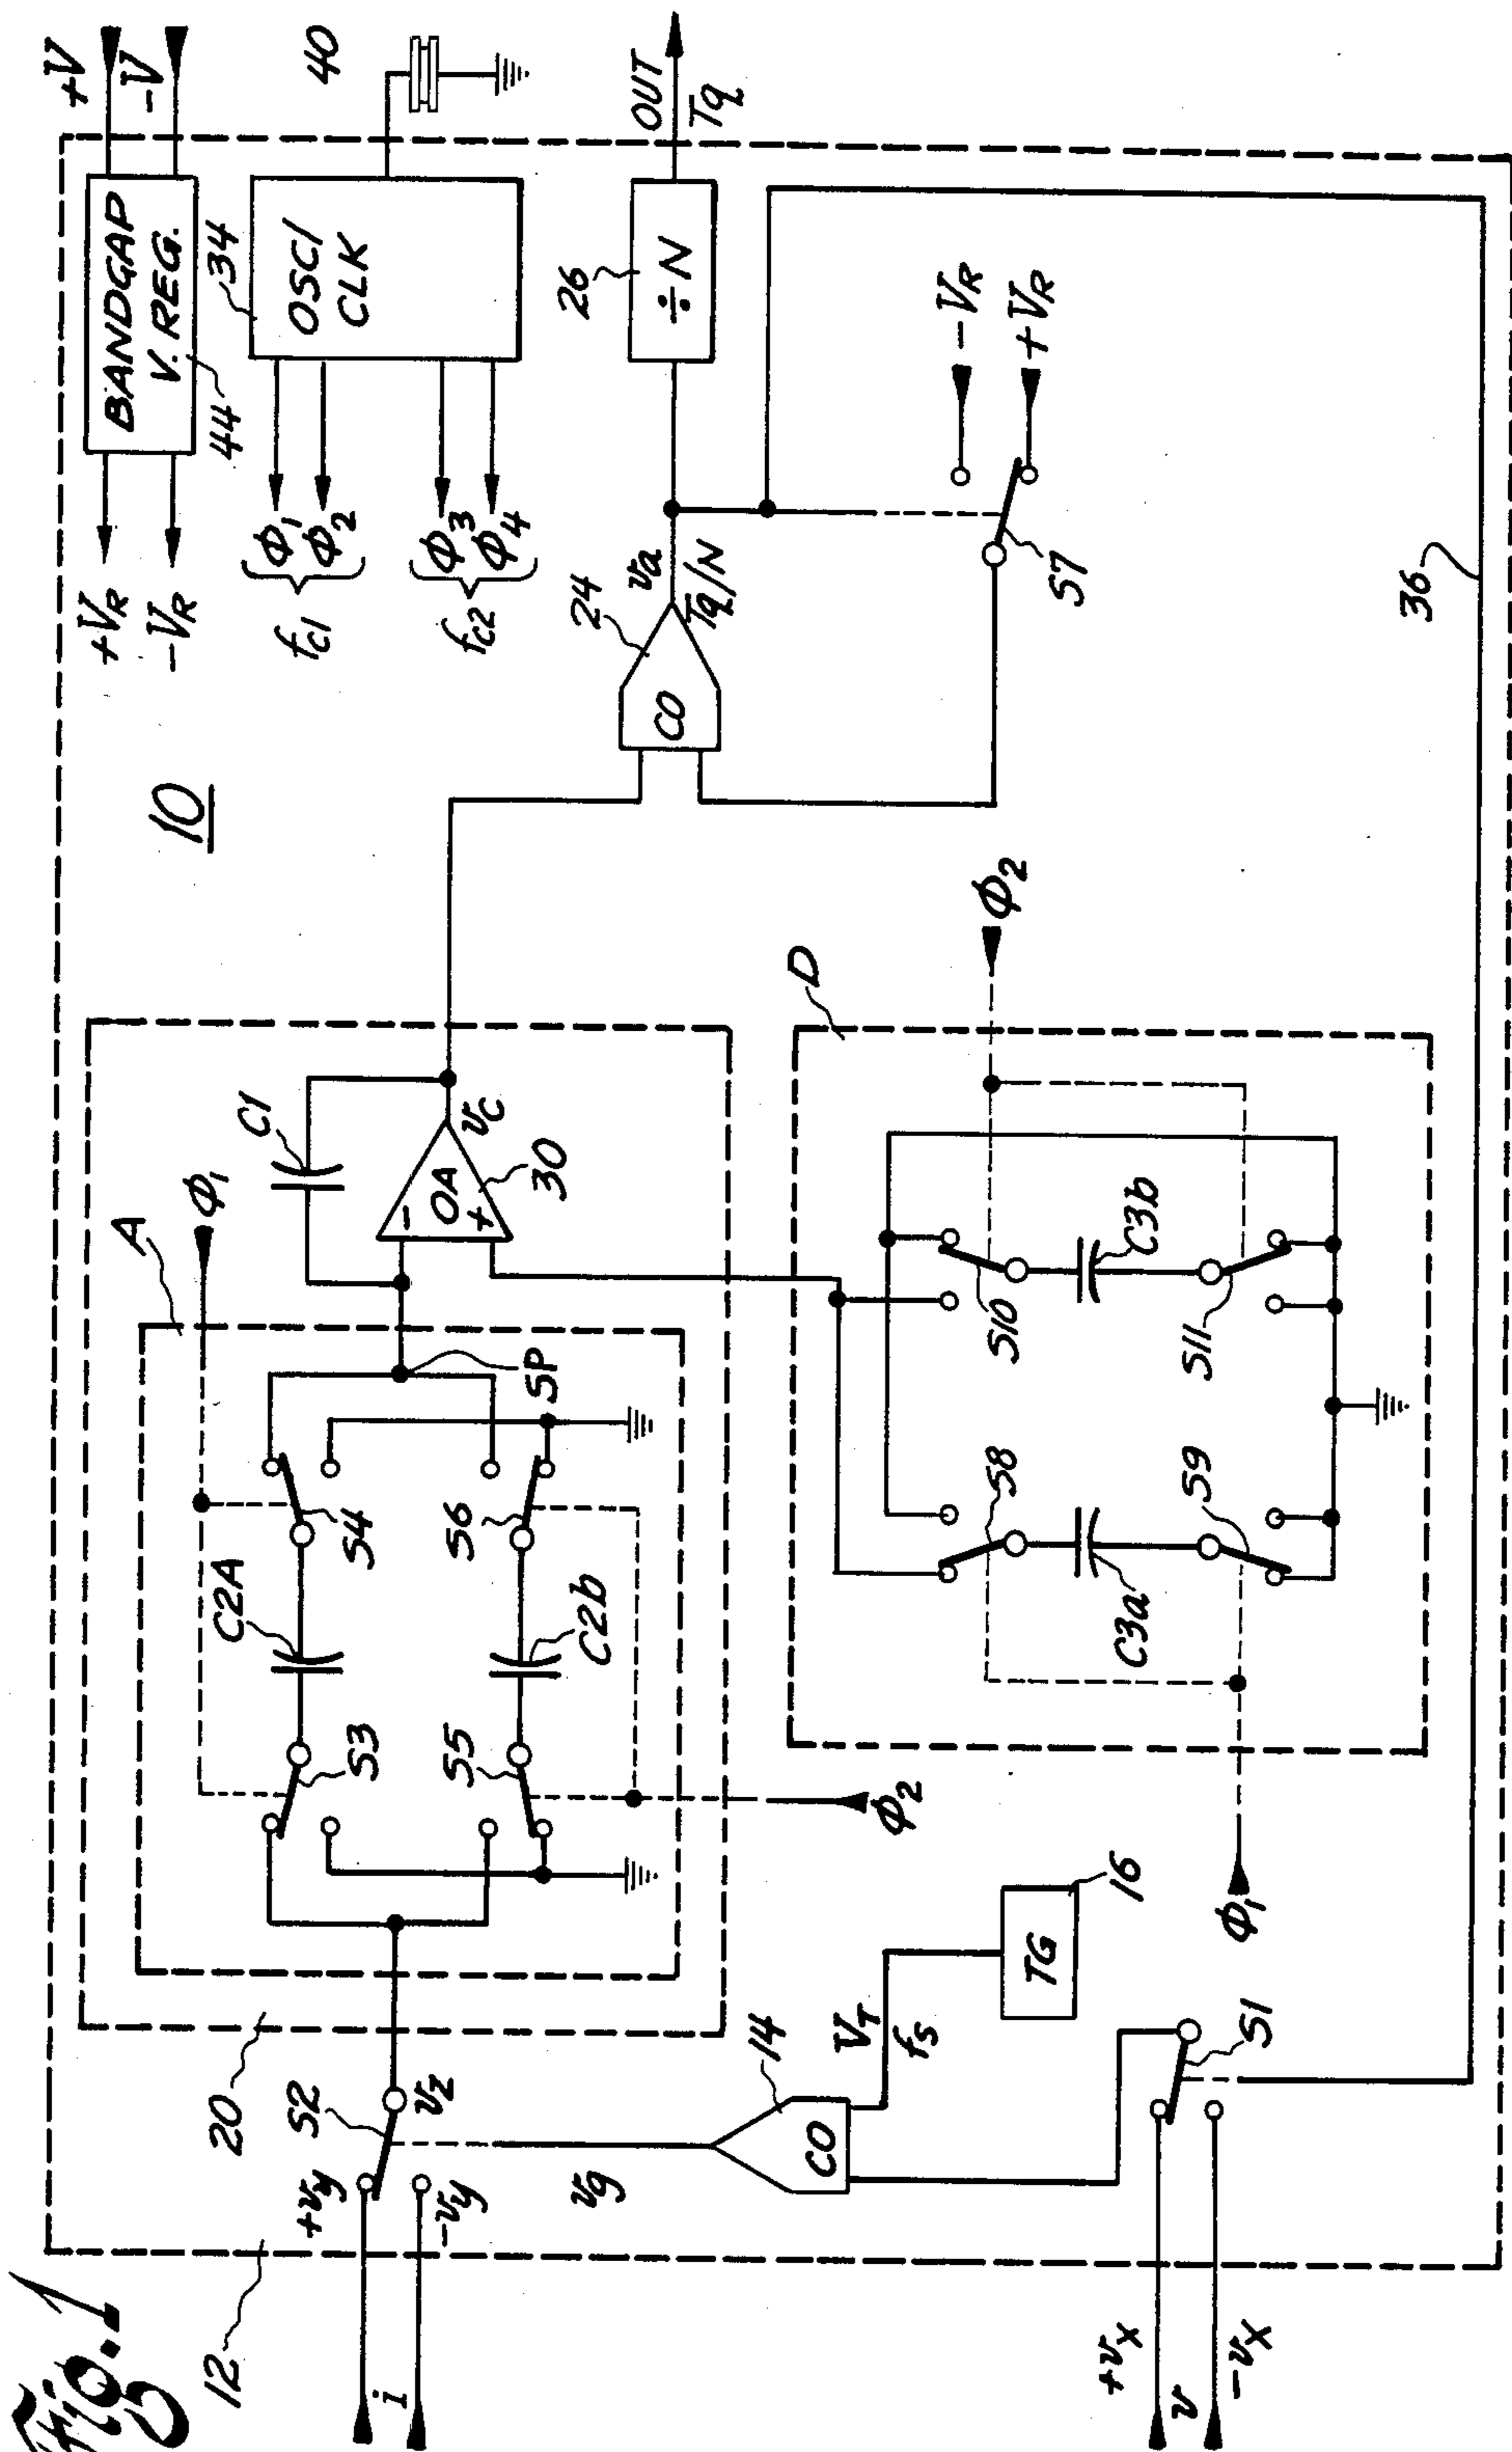 Fig. 1
10
12
+V
-V
BANDGAP
V. REG.
44
+VR
-VR
OSC/
CLK
34
40
Φ1
Φ2
fc1
Φ3
Φ4
fc2
÷N
26
OUT
Tq
A
Φ1
C1
C2A
S3
S4
C2b
S5
S6
SP
OA
-
+
30
vc
CO
24
va
Tq/N
-VR
+VR
S7
36
20
S2
vz
+vy
-vy
i
Φ2
vg
14
CO
VT
fs
TG
16
S1
+vx
v
-vx
D
Φ2
Φ1
S8
S9
C3a
S10
S11
C3b